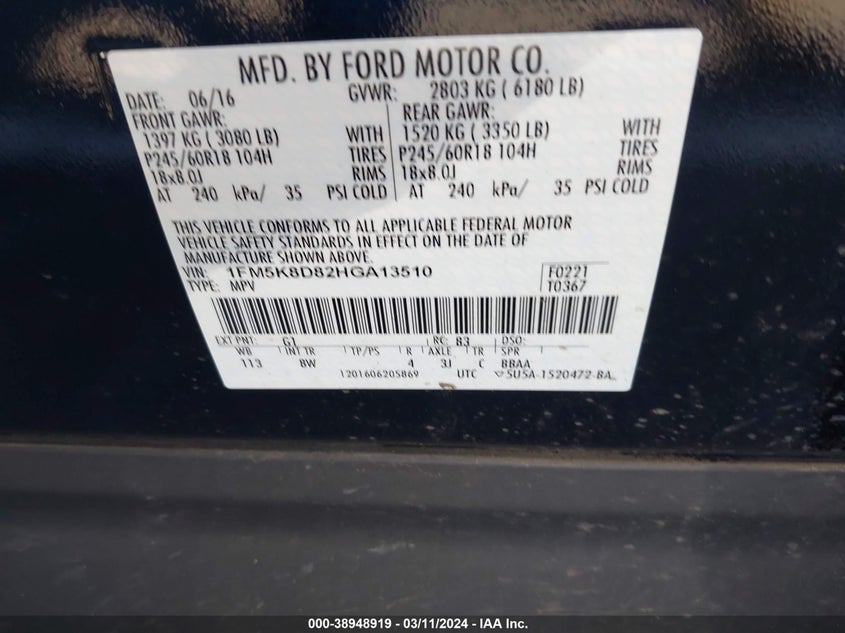 MFD. BY FORD MOTOR CO.
DATE: 06/16 GVWR: 2803 KG ( 6180 LB)
FRONT GAWR: REAR GAWR:
1397 KG ( 3080 LB) WITH 1520 KG ( 3350 LB) WITH
P245/60R18 104H TIRES P245/60R18 104H TIRES
18x8.0J RIMS 18x8.0J RIMS
AT 240 kPa/ 35 PSI COLD AT 240 kPa/ 35 PSI COLD
THIS VEHICLE CONFORMS TO ALL APPLICABLE FEDERAL MOTOR
VEHICLE SAFETY STANDARDS IN EFFECT ON THE DATE OF
MANUFACTURE SHOWN ABOVE.
VIN: 1FM5K8D82HGA13510 F0221
TYPE: MPV T0367
EXT PNT: G1 RC: 83 DSO:
WB INT TR TP/PS R AXLE TR SPR
113 8W 4 3J C BBAA
1201606205869 UTC 5U5A-1520472-BA
000-38948919 - 03/11/2024 - IAA Inc.